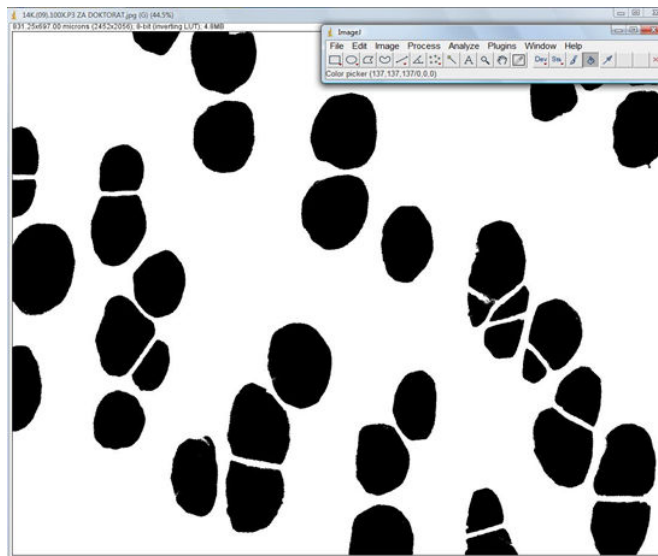 14K.(09).100X.P3 ZA DOKTORAT.jpg (G) (44.5%)
831.25x697.00 microns (2452x2056); 8-bit (inverting LUT); 4.8MB
ImageJ
File Edit Image Process Analyze Plugins Window Help
A Dev Stk
Color picker (137,137,137/0,0,0)